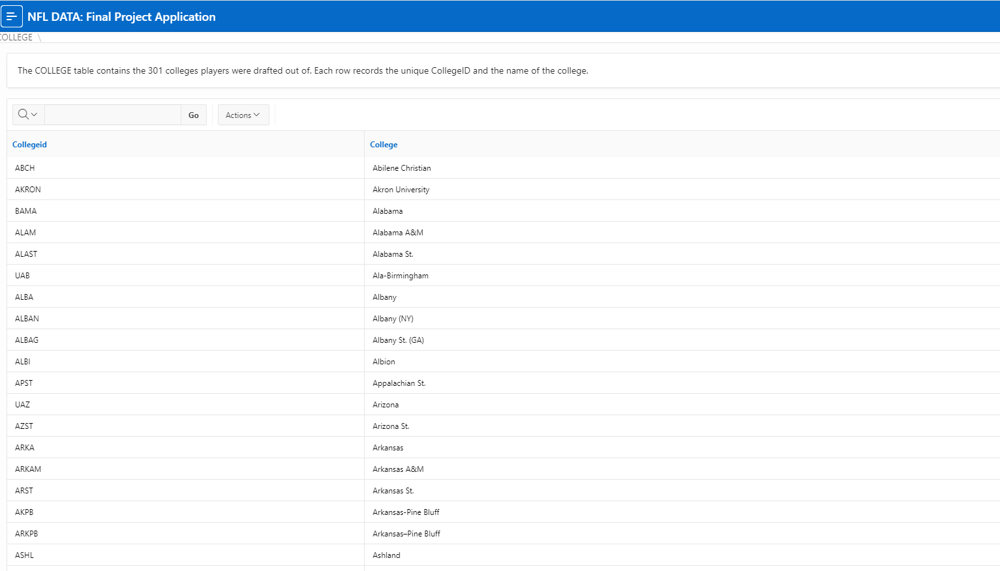 NFL DATA: Final Project Application
COLLEGE \
The COLLEGE table contains the 301 colleges players were drafted out of. Each row records the unique CollegeID and the name of the college.
Go Actions
Collegeid College
ABCH Abilene Christian
AKRON Akron University
BAMA Alabama
ALAM Alabama A&M
ALAST Alabama St.
UAB Ala-Birmingham
ALBA Albany
ALBAN Albany (NY)
ALBAG Albany St. (GA)
ALBI Albion
APST Appalachian St.
UAZ Arizona
AZST Arizona St.
ARKA Arkansas
ARKAM Arkansas A&M
ARST Arkansas St.
AKPB Arkansas-Pine Bluff
ARKPB Arkansas–Pine Bluff
ASHL Ashland